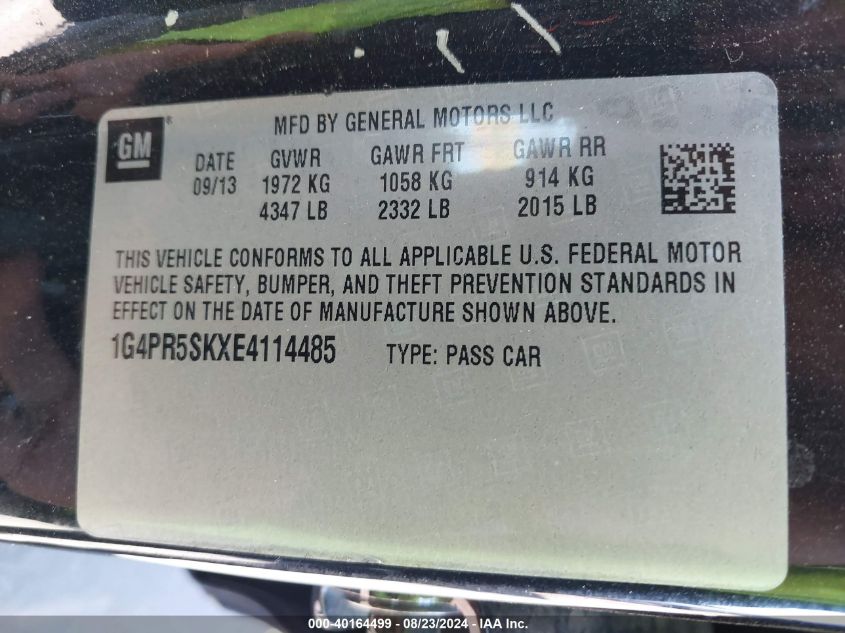 GM®
MFD BY GENERAL MOTORS LLC
DATE GVWR GAWR FRT GAWR RR
09/13 1972 KG 1058 KG 914 KG
4347 LB 2332 LB 2015 LB
THIS VEHICLE CONFORMS TO ALL APPLICABLE U.S. FEDERAL MOTOR
VEHICLE SAFETY, BUMPER, AND THEFT PREVENTION STANDARDS IN
EFFECT ON THE DATE OF MANUFACTURE SHOWN ABOVE.
1G4PR5SKXE4114485 TYPE: PASS CAR
000-40164499 - 08/23/2024 - IAA Inc.